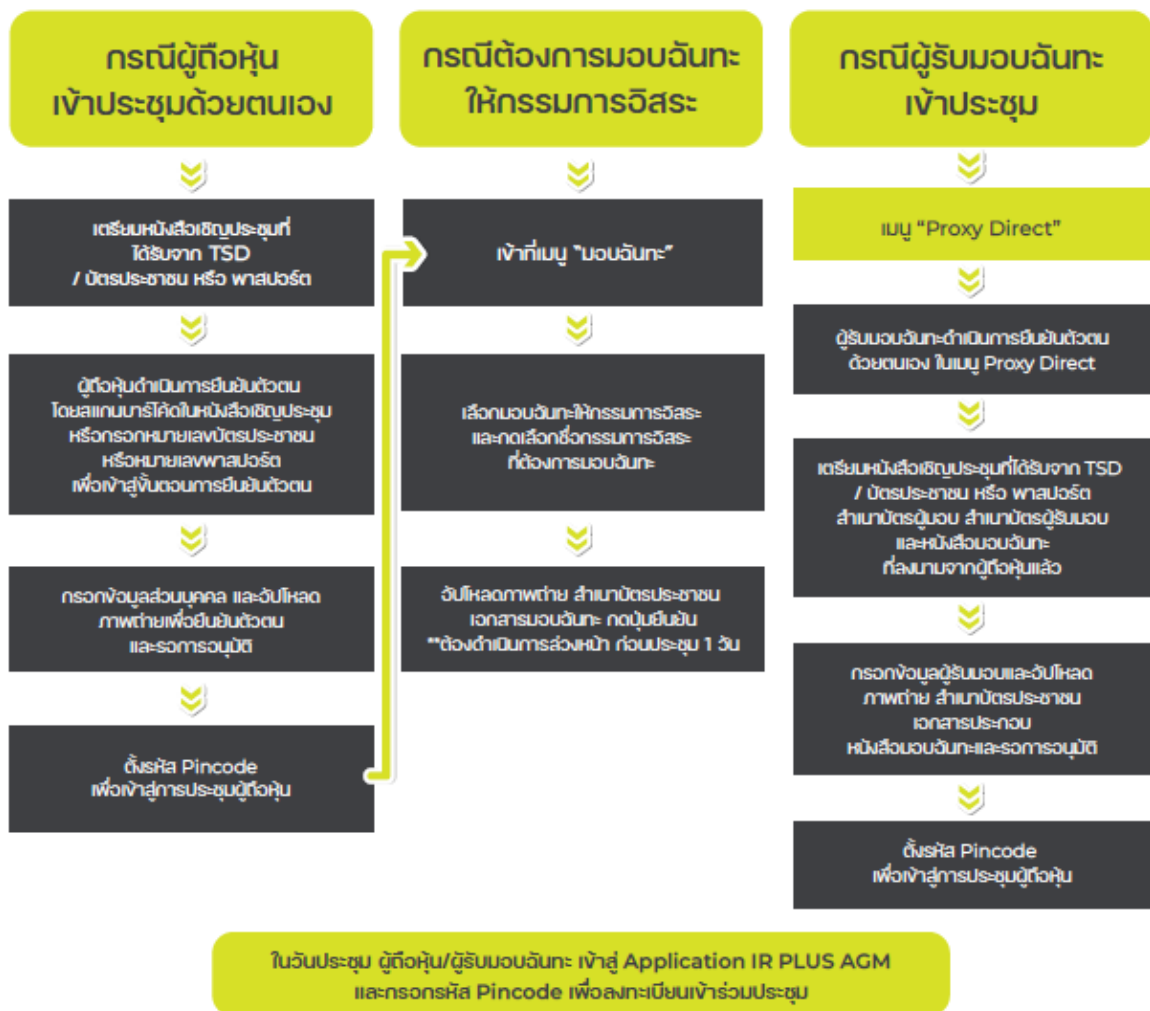 กรณีผู้ถือหุ้น
เข้าประชุมด้วยตนเอง
เตรียมหนังสือเชิญประชุมที่
ได้รับจาก TSD
/ บัตรประชาชน หรือ พาสปอร์ต
ผู้ถือหุ้นดำเนินการยืนยันตัวตน
โดยสแกนบาร์โค้ดในหนังสือเชิญประชุม
หรือกรอกหมายเลขบัตรประชาชน
หรือหมายเลขพาสปอร์ต
เพื่อเข้าสู่ขั้นตอนการยืนยันตัวตน
กรอกข้อมูลส่วนบุคคล และอัปโหลด
ภาพถ่ายเพื่อยืนยันตัวตน
และรอการอนุมัติ
ตั้งรหัส Pincode
เพื่อเข้าสู่การประชุมผู้ถือหุ้น
กรณีต้องการมอบฉันทะ
ให้กรรมการอิสระ
เข้าที่เมนู “มอบฉันทะ”
เลือกมอบฉันทะให้กรรมการอิสระ
และกดเลือกชื่อกรรมการอิสระ
ที่ต้องการมอบฉันทะ
อัปโหลดภาพถ่าย สำเนาบัตรประชาชน
เอกสารมอบฉันทะ กดปุ่มยืนยัน
**ต้องดำเนินการล่วงหน้า ก่อนประชุม 1 วัน
กรณีผู้รับมอบฉันทะ
เข้าประชุม
เมนู “Proxy Direct”
ผู้รับมอบฉันทะดำเนินการยืนยันตัวตน
ด้วยตนเอง ในเมนู Proxy Direct
เตรียมหนังสือเชิญประชุมที่ได้รับจาก TSD
/ บัตรประชาชน หรือ พาสปอร์ต
สำเนาบัตรผู้มอบ สำเนาบัตรผู้รับมอบ
และหนังสือมอบฉันทะ
ที่ลงนามจากผู้ถือหุ้นแล้ว
กรอกข้อมูลผู้รับมอบและอัปโหลด
ภาพถ่าย สำเนาบัตรประชาชน
เอกสารประกอบ
หนังสือมอบฉันทะและรอการอนุมัติ
ตั้งรหัส Pincode
เพื่อเข้าสู่การประชุมผู้ถือหุ้น
ในวันประชุม ผู้ถือหุ้น/ผู้รับมอบฉันทะ เข้าสู่ Application IR PLUS AGM
และกรอกรหัส Pincode เพื่อลงทะเบียนเข้าร่วมประชุม